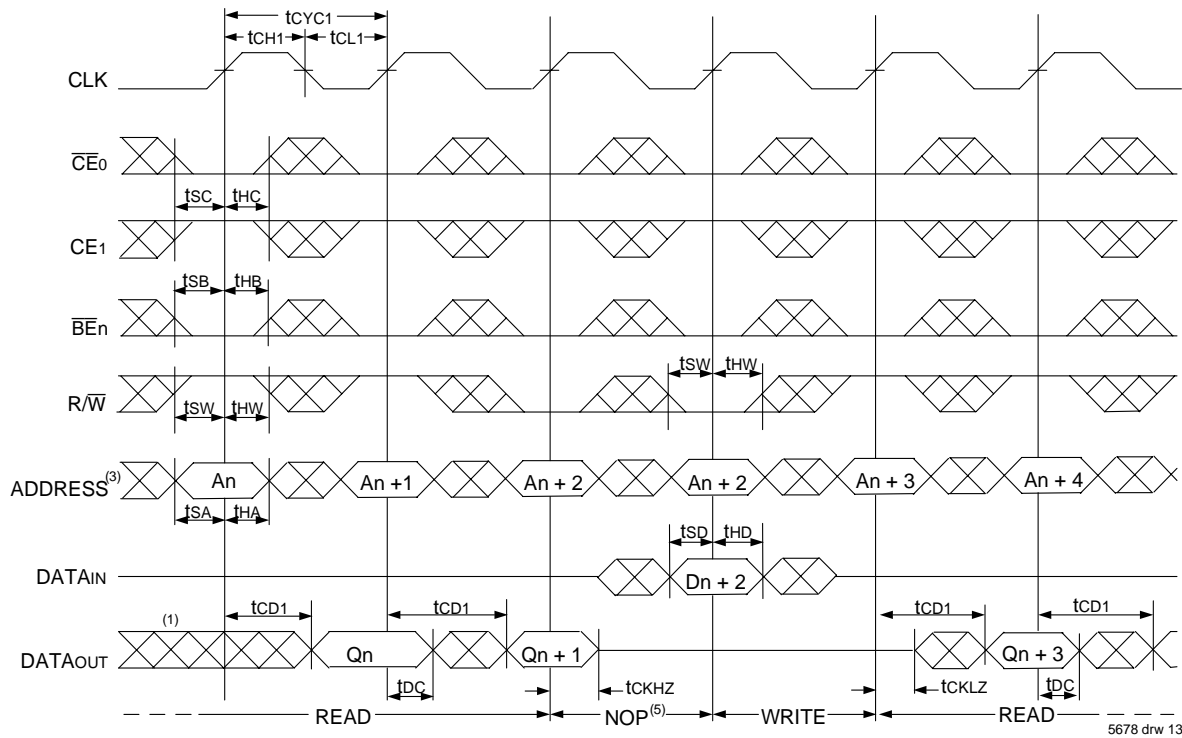 tCYC1
tCH1 tCL1
CLK
CE0
tSC tHC
CE1
tSB tHB
BEn
tSW tHW
R/W
tSW tHW
ADDRESS(3) An An +1 An + 2 An + 2 An + 3 An + 4
tSA tHA
tSD tHD
DATAIN Dn + 2
(1) tCD1 tCD1 tCD1 tCD1
DATAOUT Qn Qn + 1 Qn + 3
tDC tCKHZ tCKLZ tDC
READ NOP(5) WRITE READ
5678 drw 13